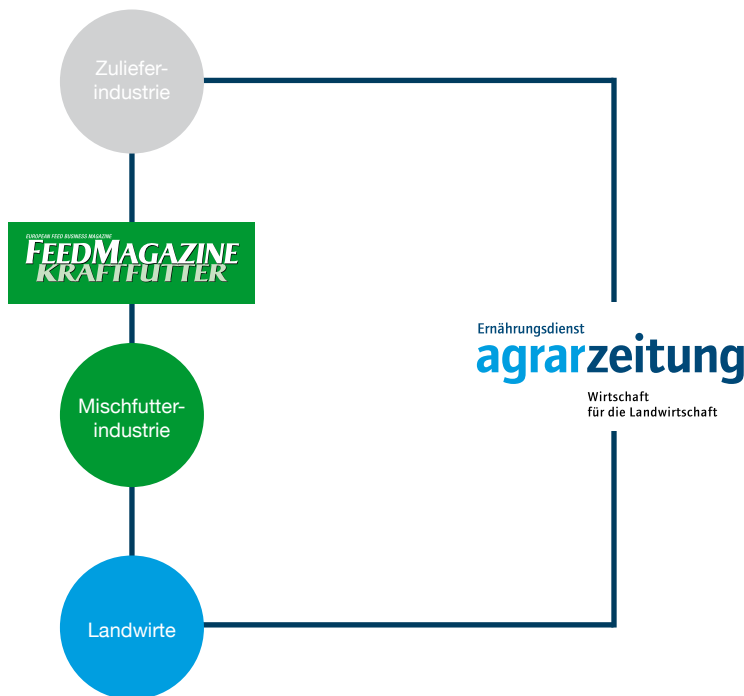 Zuliefer-
industrie
EUROPEAN FEED BUSINESS MAGAZINE
FEEDMAGAZINE
KRAFTFUTTER
Ernährungsdienst
agrarzeitung
Wirtschaft
für die Landwirtschaft
Mischfutter-
industrie
Landwirte